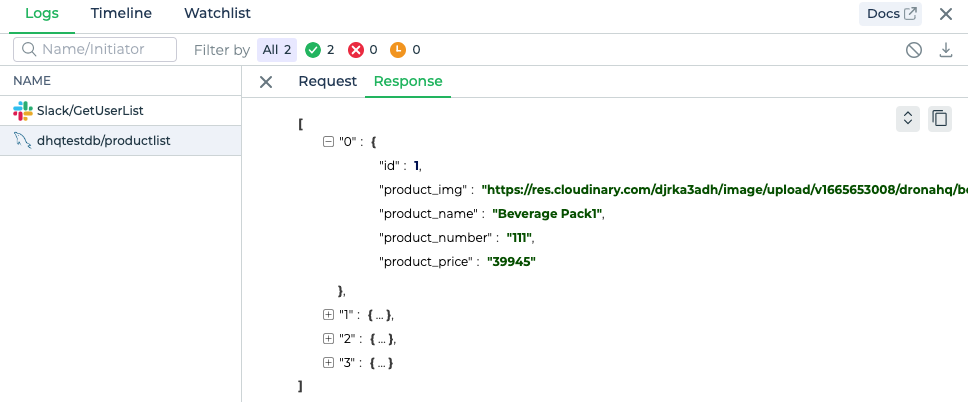 Logs Timeline Watchlist Docs
Name/Initiator Filter by All 2 2 0 0
NAME Request Response
Slack/GetUserList
dhqtestdb/productlist
[
"0" : {
"id" : 1,
"product_img" : "https://res.cloudinary.com/djrka3adh/image/upload/v1665653008/dronahq/be
"product_name" : "Beverage Pack1",
"product_number" : "111",
"product_price" : "39945"
},
"1" : { ... },
"2" : { ... },
"3" : { ... }
]